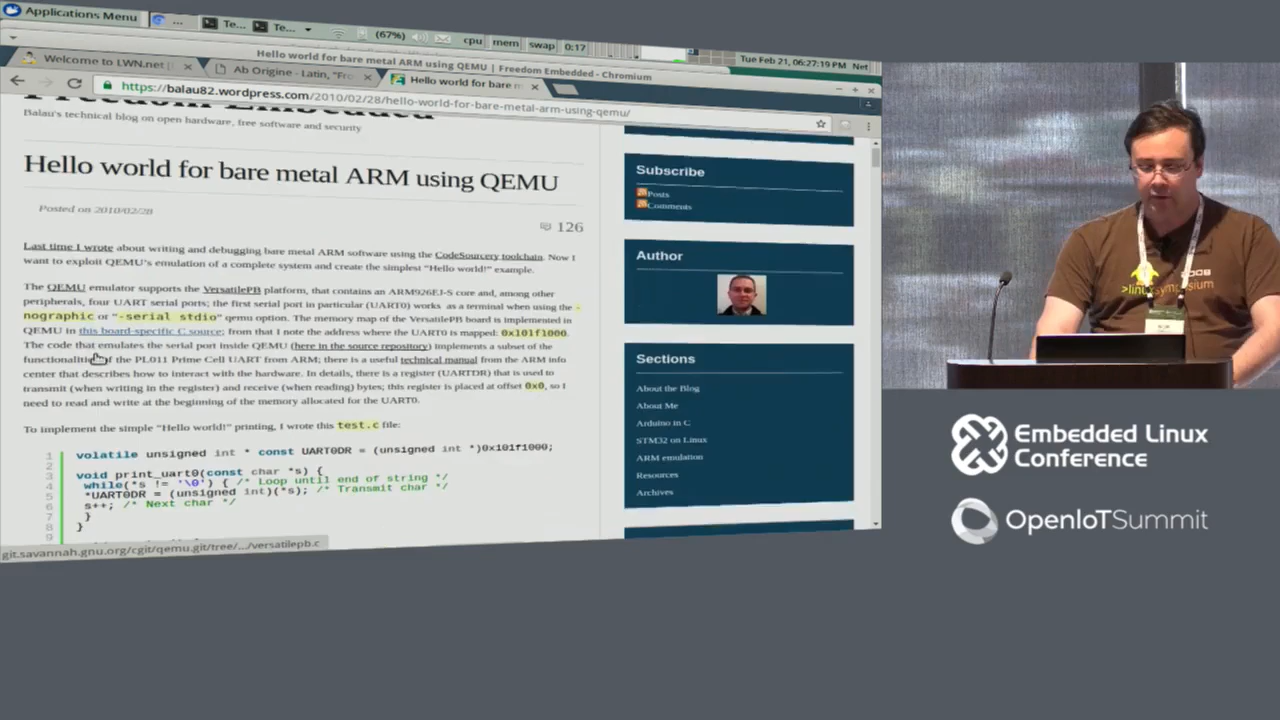 Applications Menu
...
Te...
Te...
(67%)
cpu
mem
swap
0:17
Tue Feb 21, 06:27:19 PM
Net
Hello world for bare metal ARM using QEMU | Freedom Embedded - Chromium
Welcome to LWN.net [
Ab Origine - Latin, "Fro
Hello world for bare m
https://balau82.wordpress.com/2010/02/28/hello-world-for-bare-metal-arm-using-qemu/
Freedom Embedded
Balau's technical blog on open hardware, free software and security
Hello world for bare metal ARM using QEMU
Posted on 2010/02/28
126
Last time I wrote about writing and debugging bare metal ARM software using the CodeSourcery toolchain. Now I
want to exploit QEMU's emulation of a complete system and create the simplest "Hello world!" example.
The QEMU emulator supports the VersatilePB platform, that contains an ARM926EJ-S core and, among other
peripherals, four UART serial ports; the first serial port in particular (UART0) works as a terminal when using the -
nographic or "-serial stdio" qemu option. The memory map of the VersatilePB board is implemented in
QEMU in this board-specific C source; from that I note the address where the UART0 is mapped: 0x101f1000.
The code that emulates the serial port inside QEMU (here in the source repository) implements a subset of the
functionalities of the PL011 Prime Cell UART from ARM; there is a useful technical manual from the ARM info
center that describes how to interact with the hardware. In details, there is a register (UARTDR) that is used to
transmit (when writing in the register) and receive (when reading) bytes; this register is placed at offset 0x0, so I
need to read and write at the beginning of the memory allocated for the UART0.
To implement the simple "Hello world!" printing, I wrote this test.c file:
1 volatile unsigned int * const UART0DR = (unsigned int *)0x101f1000;
2
3 void print_uart0(const char *s) {
4 while(*s != '\0') { /* Loop until end of string */
5 *UART0DR = (unsigned int)(*s); /* Transmit char */
6 s++; /* Next char */
7 }
8 }
9
git.savannah.gnu.org/cgit/qemu.git/tree/.../versatilepb.c
Subscribe
Posts
Comments
Author
Sections
About the Blog
About Me
Arduino in C
STM32 on Linux
ARM emulation
Resources
Archives
>linuxsymposium
Embedded Linux
Conference
OpenIoTSummit